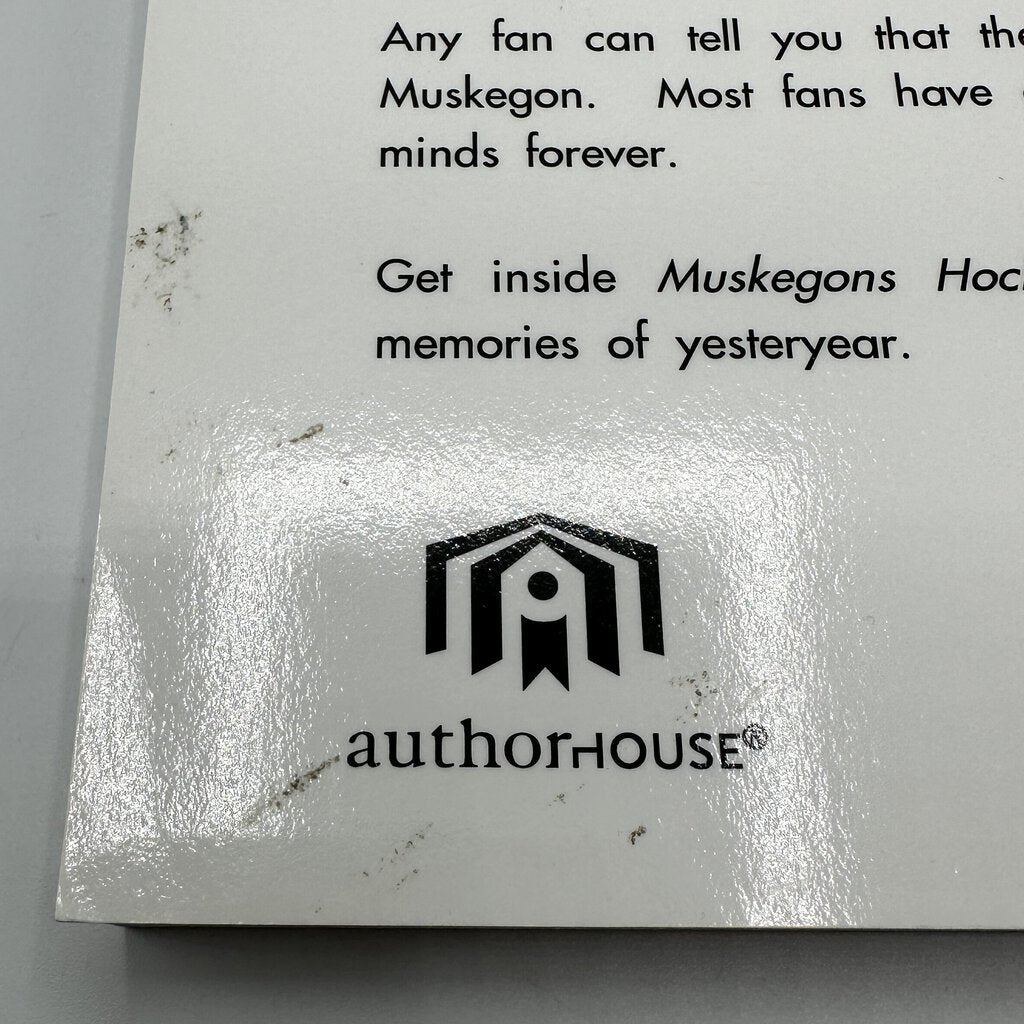 Any fan can tell you that the
Muskegon. Most fans have
minds forever.
Get inside Muskegons Hoc
memories of yesteryear.
authorHOUSE®